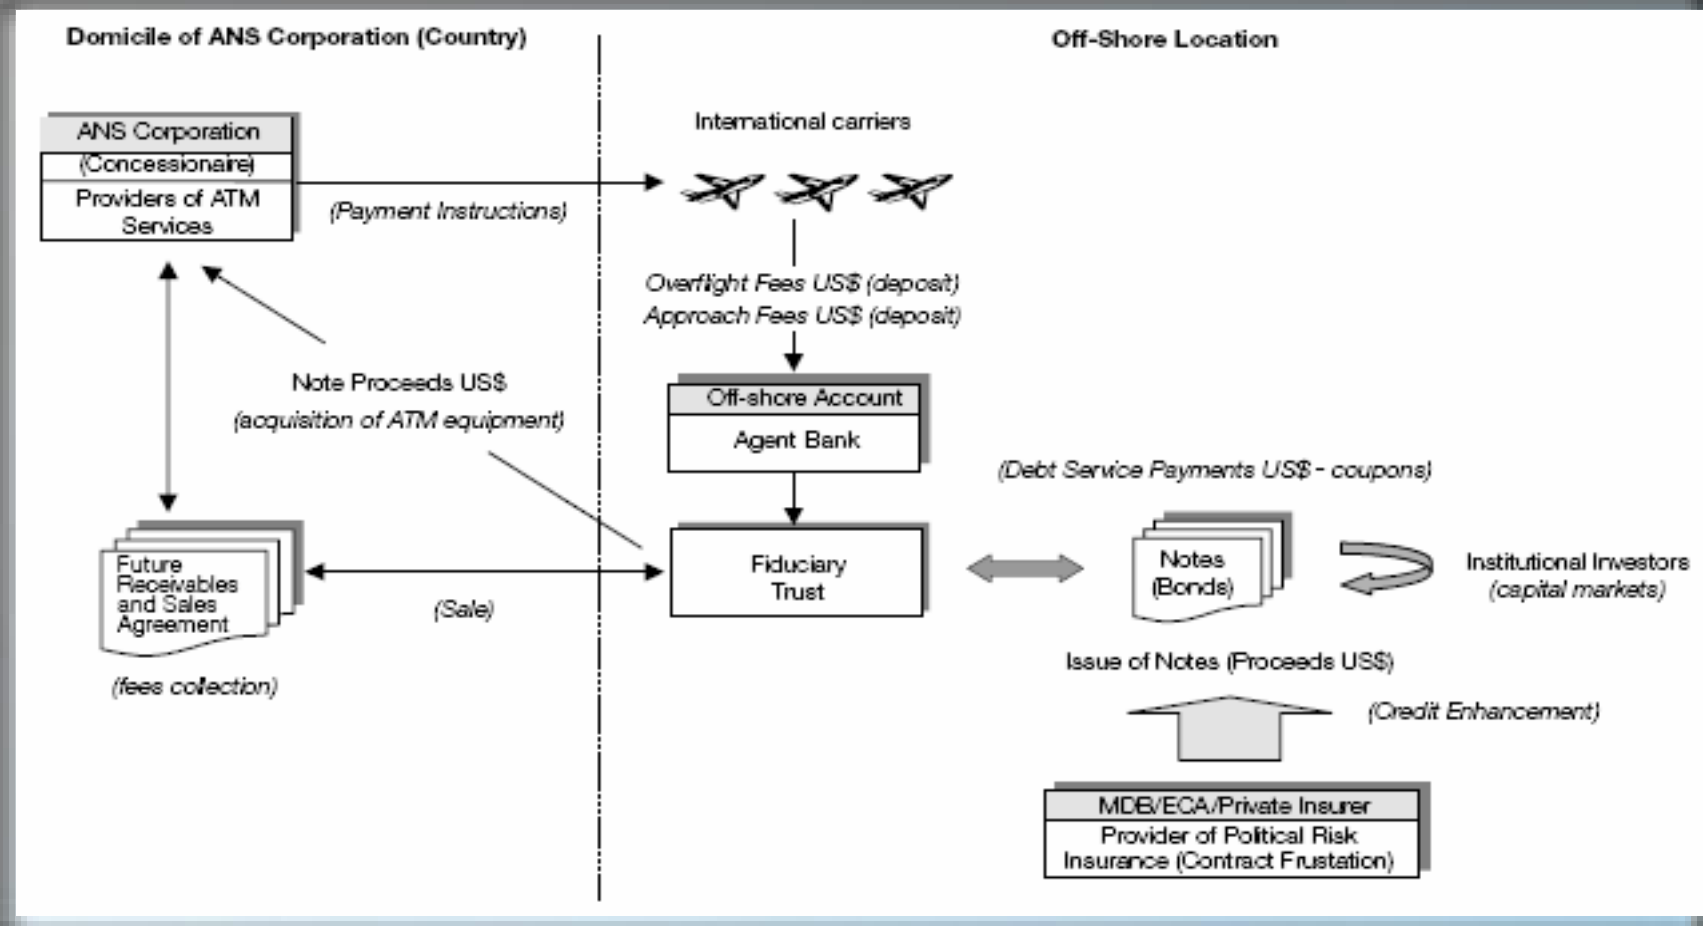 Domicile of ANS Corporation (Country)
Off-Shore Location
ANS Corporation
(Concessionaire)
Providers of ATM
Services
(Payment Instructions)
International carriers
Overflight Fees US$ (deposit)
Approach Fees US$ (deposit)
Note Proceeds US$
(acquisition of ATM equipment)
Off-shore Account
Agent Bank
(Debt Service Payments US$ - coupons)
Future
Receivables
and Sales
Agreement
(fees collection)
(Sale)
Fiduciary
Trust
Notes
(Bonds)
Institutional Investors
(capital markets)
Issue of Notes (Proceeds US$)
(Credit Enhancement)
MDB/ECA/Private Insurer
Provider of Political Risk
Insurance (Contract Frustation)